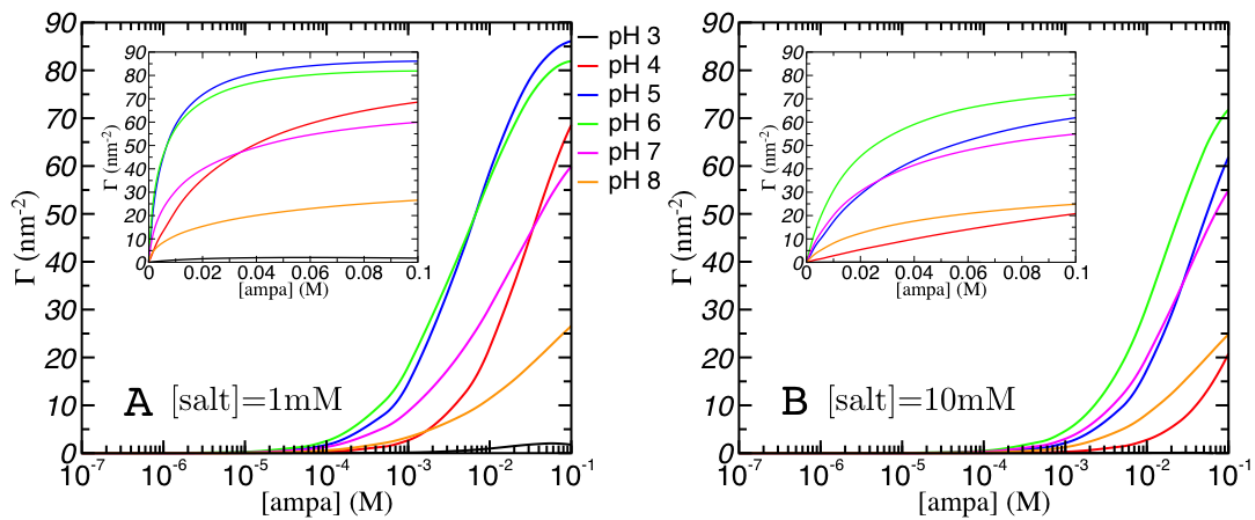 90
80
70
60
50
40
30
20
10
0
Γ (nm-2)
90
80
70
60
50
40
30
20
10
0
Γ (nm-2)
0 0.02 0.04 0.06 0.08 0.1
[ampa] (M)
A [salt]=1mM
10-7 10-6 10-5 10-4 10-3 10-2 10-1
[ampa] (M)
pH 3
pH 4
pH 5
pH 6
pH 7
pH 8
90
80
70
60
50
40
30
20
10
0
Γ (nm-2)
90
80
70
60
50
40
30
20
10
0
Γ (nm-2)
0 0.02 0.04 0.06 0.08 0.1
[ampa] (M)
B [salt]=10mM
10-7 10-6 10-5 10-4 10-3 10-2 10-1
[ampa] (M)